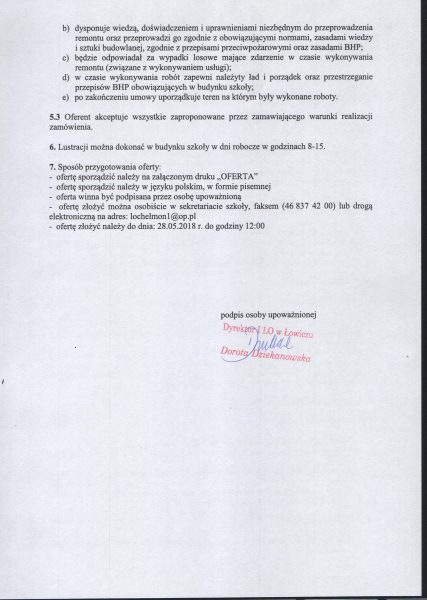 b) dysponuje wiedzą, doświadczeniem i uprawnieniami niezbędnym do przeprowadzenia
remontu oraz przeprowadzi go zgodnie z obowiązującymi normami, zasadami wiedzy
i sztuki budowlanej, zgodnie z przepisami przeciwpożarowymi oraz zasadami BHP;
c) będzie odpowiadał za wypadki losowe mające zdarzenie w czasie wykonywania
remontu (związane z wykonywaniem usługi);
d) w czasie wykonywania robót zapewni należyty ład i porządek oraz przestrzeganie
przepisów BHP obowiązujących w budynku szkoły;
e) po zakończeniu umowy uporządkuje teren na którym były wykonane roboty.
5.3 Oferent akceptuje wszystkie zaproponowane przez zamawiającego warunki realizacji
zamówienia.
6. Lustracji można dokonać w budynku szkoły w dni robocze w godzinach 8-15.
7. Sposób przygotowania oferty:
- ofertę sporządzić należy na załączonym druku „OFERTA"
- ofertę sporządzić należy w języku polskim, w formie pisemnej
- oferta winna być podpisana przez osobę upoważnioną
- ofertę złożyć można osobiście w sekretariacie szkoły, faksem (46 837 42 00) lub drogą
elektroniczną na adres: lochelmon1@op.pl
- ofertę złożyć należy do dnia: 28.05.2018 r. do godziny 12:00
podpis osoby upoważnionej
Dyrektor I LO w Łowiczu
Dorota Dziekanowska